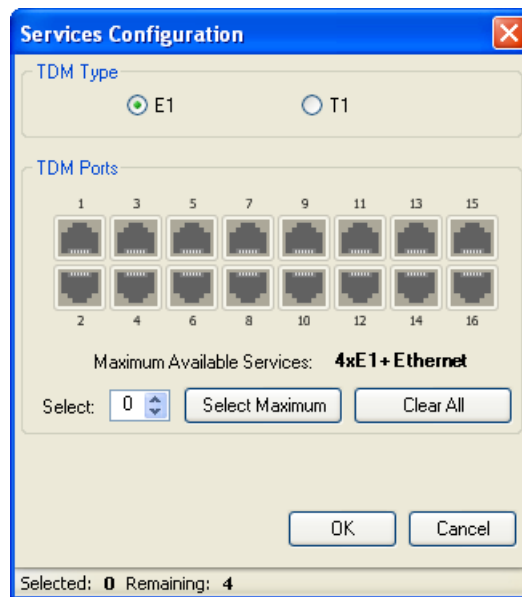 Services Configuration
TDM Type
E1 T1
TDM Ports
1 3 5 7 9 11 13 15
2 4 6 8 10 12 14 16
Maximum Available Services: 4xE1+Ethernet
Select: 0 Select Maximum Clear All
OK Cancel
Selected: 0 Remaining: 4